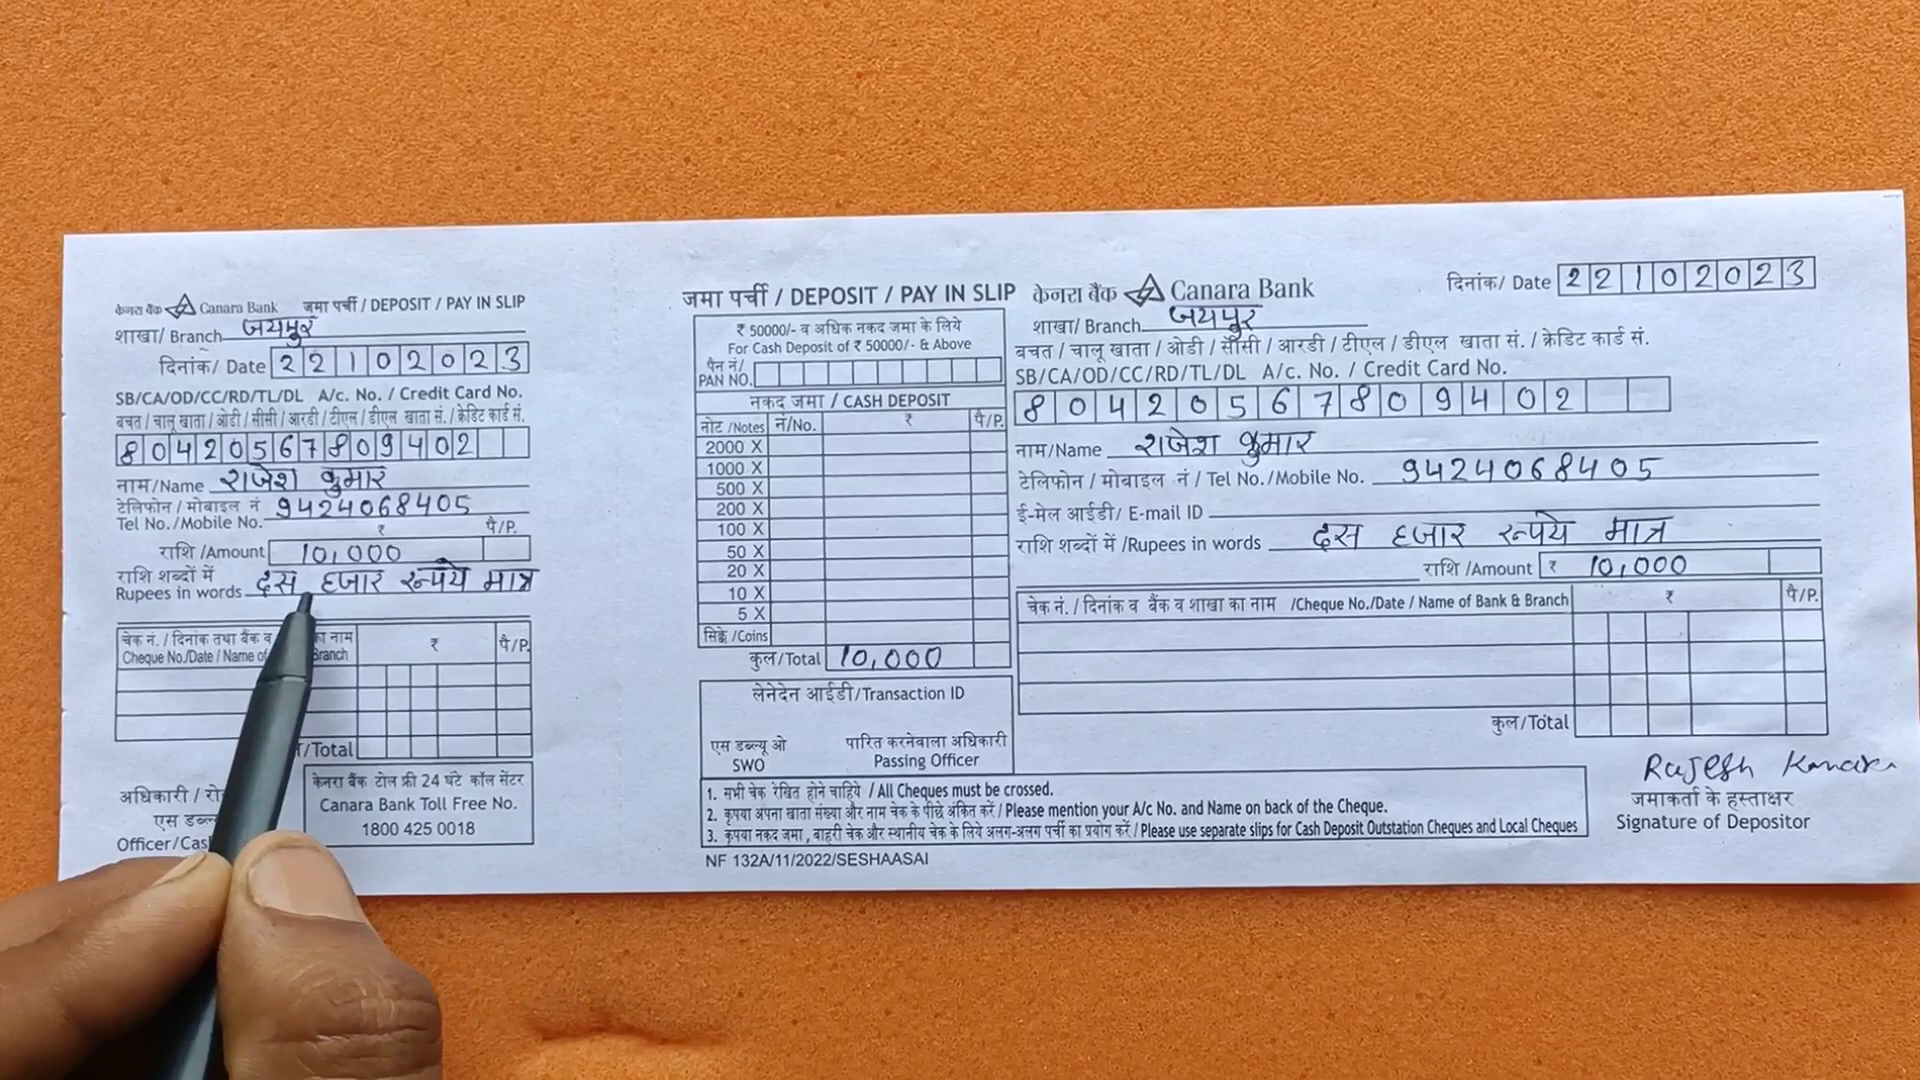 केनरा बैंक Canara Bank जमा पर्ची / DEPOSIT / PAY IN SLIP
शाखा/ Branch जयपुर
दिनांक/ Date 22102023
SB/CA/OD/CC/RD/TL/DL A/c. No. / Credit Card No.
बचत / चालू खाता / ओडी / सीसी / आरडी / टीएल / डीएल खाता सं. / क्रेडिट कार्ड सं.
80420567809402
नाम/Name राजेश कुमार
टेलिफोन / मोबाइल नं 9424068405
Tel No./Mobile No.
₹ पै/P.
राशि /Amount 10,000
राशि शब्दों में
Rupees in words दस हजार रूपये मात्र
चेक नं. / दिनांक तथा बैंक व का नाम ₹ पै/P.
Cheque No./Date / Name of Branch
/Total
केनरा बैंक टोल फ्री 24 घंटे कॉल सेंटर
Canara Bank Toll Free No.
1800 425 0018
अधिकारी /
एस
Officer/
जमा पर्ची / DEPOSIT / PAY IN SLIP केनरा बैंक Canara Bank
दिनांक/ Date 22102023
₹ 50000/- व अधिक नकद जमा के लिये
For Cash Deposit of ₹ 50000/- & Above
पैन नं/
PAN NO.
नकद जमा / CASH DEPOSIT
नोट /Notes नं/No. ₹ पै/P.
2000 X
1000 X
500 X
200 X
100 X
50 X
20 X
10 X
5 X
सिक्के /Coins
कुल/Total 10,000
लेनेदेन आईडी/Transaction ID
एस डब्ल्यू ओ पारित करनेवाला अधिकारी
SWO Passing Officer
शाखा/ Branch जयपुर
बचत / चालू खाता / ओडी / सीसी / आरडी / टीएल / डीएल खाता सं. / क्रेडिट कार्ड सं.
SB/CA/OD/CC/RD/TL/DL A/c. No. / Credit Card No.
80420567809402
नाम/Name राजेश कुमार
टेलिफोन / मोबाइल नं / Tel No./Mobile No. 9424068405
ई-मेल आईडी/ E-mail ID
राशि शब्दों में /Rupees in words दस हजार रूपये मात्र
राशि /Amount ₹ 10,000
चेक नं. / दिनांक व बैंक व शाखा का नाम /Cheque No./Date / Name of Bank & Branch ₹ पै/P.
कुल/Total
1. सभी चेक रेखित होने चाहिये / All Cheques must be crossed.
2. कृपया अपना खाता संख्या और नाम चेक के पीछे अंकित करें / Please mention your A/c No. and Name on back of the Cheque.
3. कृपया नकद जमा, बाहरी चेक और स्थानीय चेक के लिये अलग-अलग पर्ची का प्रयोग करें / Please use separate slips for Cash Deposit Outstation Cheques and Local Cheques
NF 132A/11/2022/SESHAASAI
Rajesh
जमाकर्ता के हस्ताक्षर
Signature of Depositor